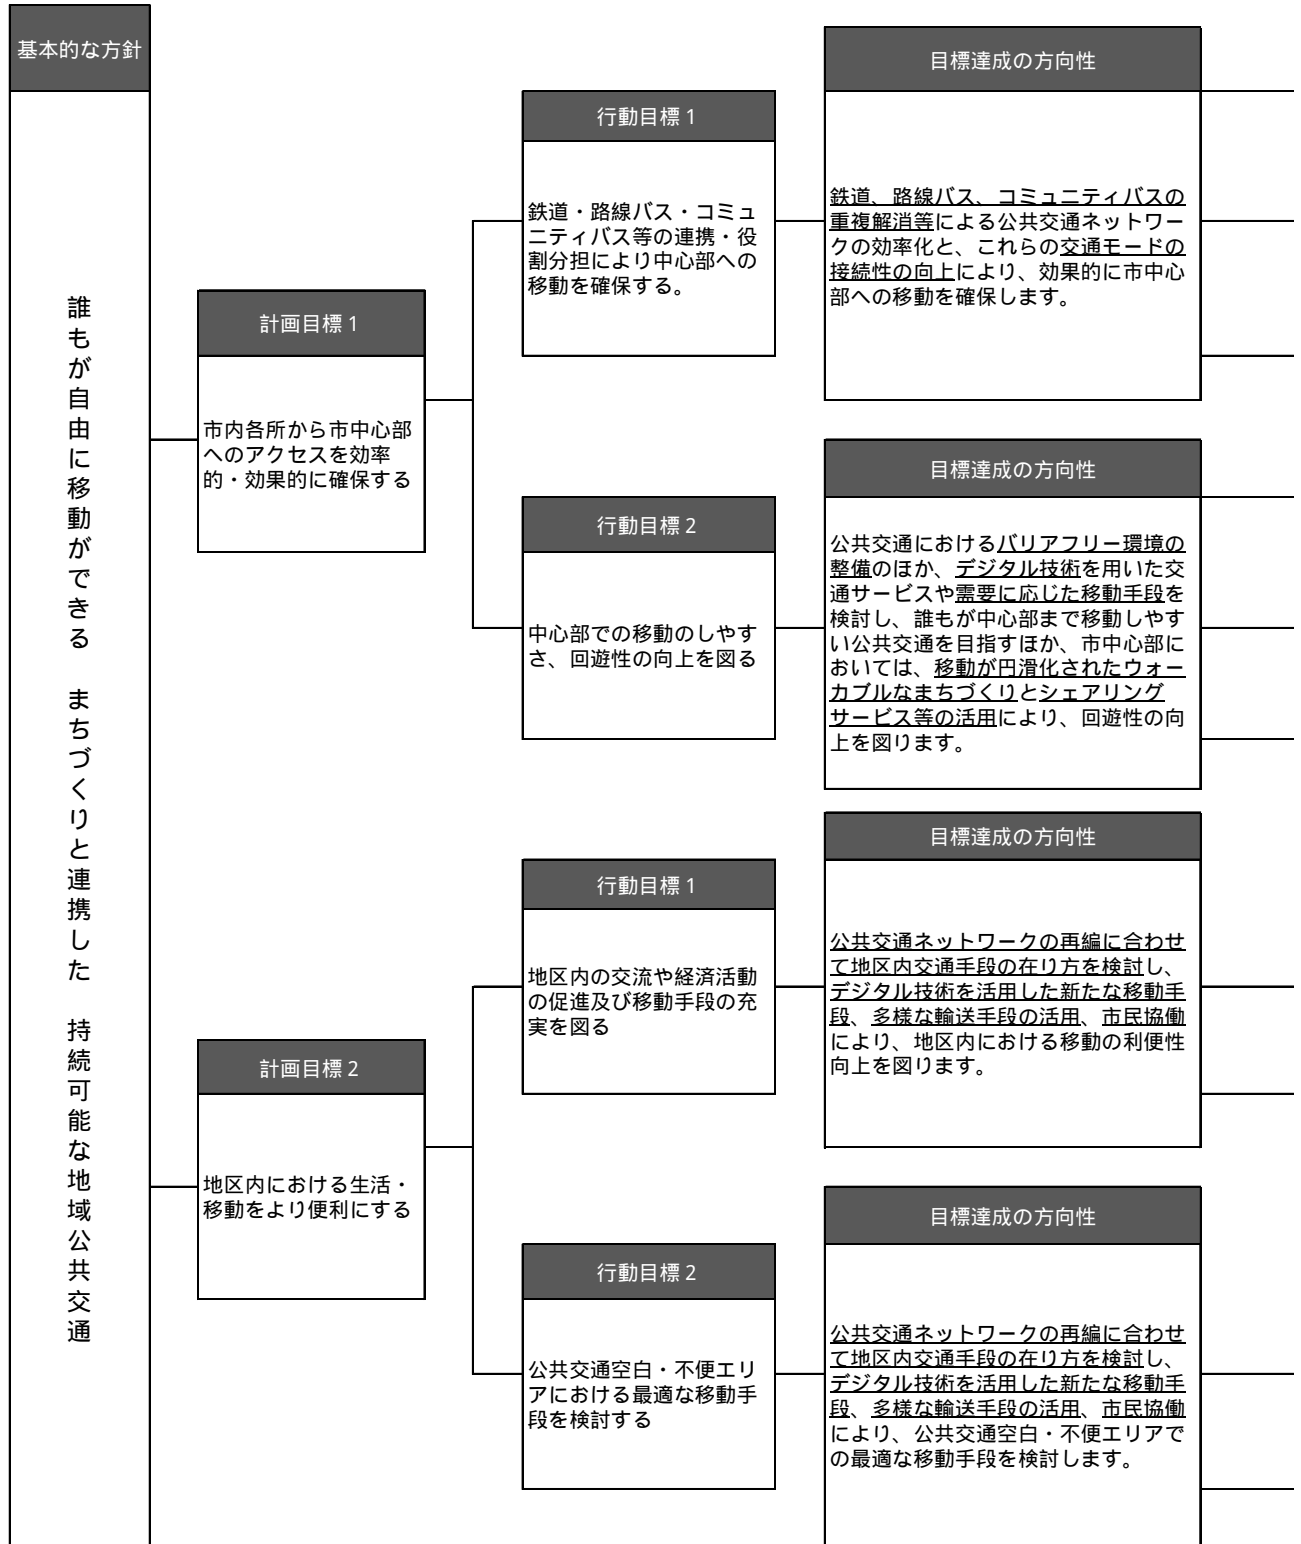 基本的な方針
誰もが自由に移動ができる　まちづくりと連携した　持続可能な地域公共交通
計画目標1
市内各所から市中心部
へのアクセスを効率
的・効果的に確保する
行動目標1
鉄道・路線バス・コミュ
ニティバス等の連携・役
割分担により中心部への
移動を確保する。
目標達成の方向性
鉄道、路線バス、コミュニティバスの
重複解消等による公共交通ネットワー
クの効率化と、これらの交通モードの
接続性の向上により、効果的に市中心
部への移動を確保します。
行動目標2
中心部での移動のしやす
さ、回遊性の向上を図る
目標達成の方向性
公共交通におけるバリアフリー環境の
整備のほか、デジタル技術を用いた交
通サービスや需要に応じた移動手段を
検討し、誰もが中心部まで移動しやす
い公共交通を目指すほか、市中心部に
おいては、移動が円滑化されたウォー
カブルなまちづくりとシェアリング
サービス等の活用により、回遊性の向
上を図ります。
計画目標2
地区内における生活・
移動をより便利にする
行動目標1
地区内の交流や経済活動
の促進及び移動手段の充
実を図る
目標達成の方向性
公共交通ネットワークの再編に合わせ
て地区内交通手段の在り方を検討し、
デジタル技術を活用した新たな移動手
段、多様な輸送手段の活用、市民協働
により、地区内における移動の利便性
向上を図ります。
行動目標2
公共交通空白・不便エリ
アにおける最適な移動手
段を検討する
目標達成の方向性
公共交通ネットワークの再編に合わせ
て地区内交通手段の在り方を検討し、
デジタル技術を活用した新たな移動手
段、多様な輸送手段の活用、市民協働
により、公共交通空白・不便エリアで
の最適な移動手段を検討します。